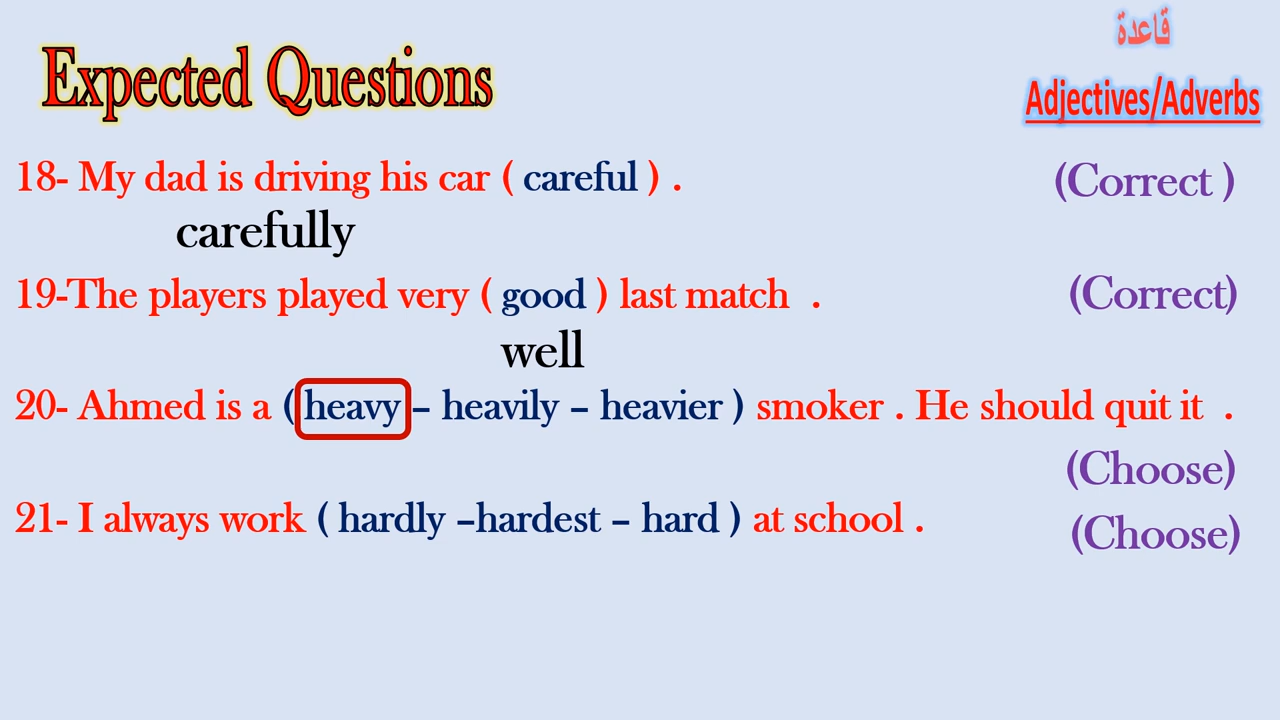 قاعدة
Expected Questions
Adjectives/Adverbs
18- My dad is driving his car ( careful ) . (Correct )
carefully
19-The players played very ( good ) last match . (Correct)
well
20- Ahmed is a ( heavy – heavily – heavier ) smoker . He should quit it .
(Choose)
21- I always work ( hardly –hardest – hard ) at school . (Choose)